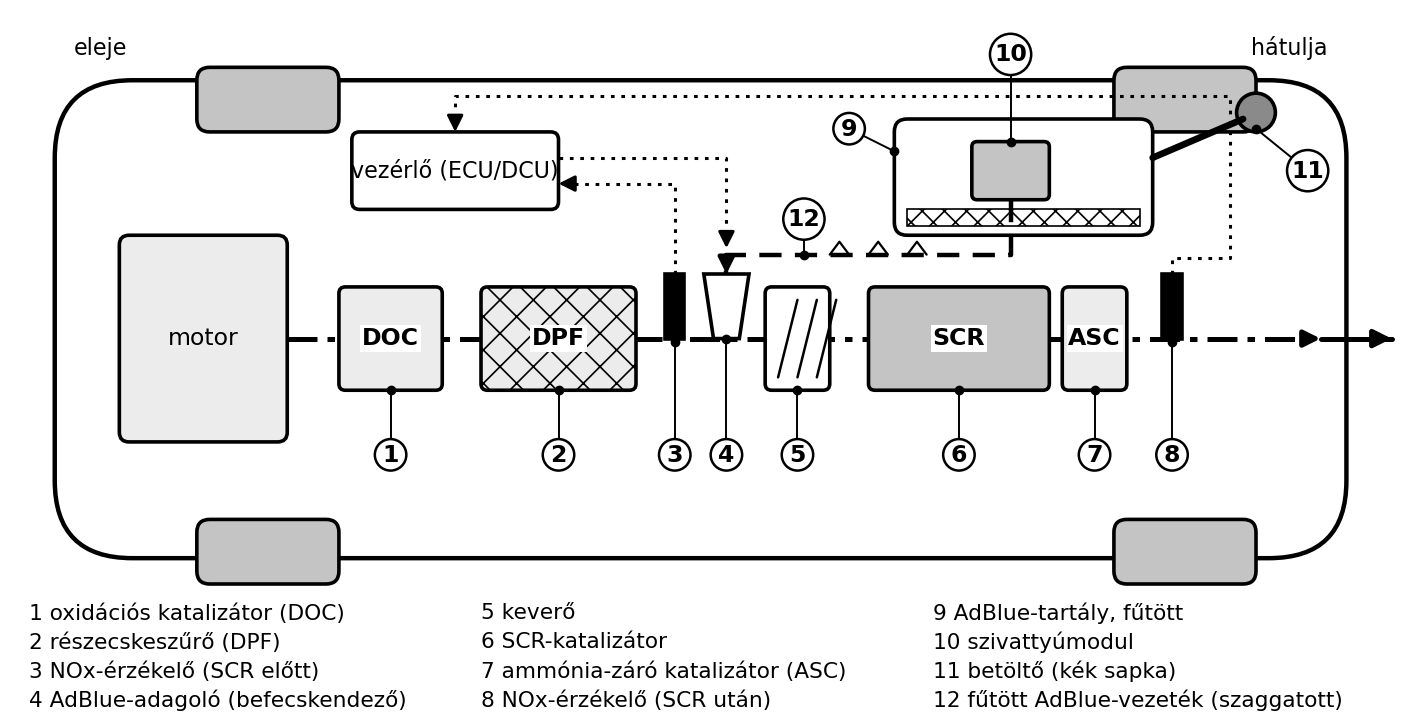 eleje
hátulja
10
9
vezérlő (ECU/DCU)
11
12
motor
DOC
DPF
SCR
ASC
1
2
3
4
5
6
7
8
1 oxidációs katalizátor (DOC)
2 részecskeszűrő (DPF)
3 NOx-érzékelő (SCR előtt)
4 AdBlue-adagoló (befecskendező)
5 keverő
6 SCR-katalizátor
7 ammónia-záró katalizátor (ASC)
8 NOx-érzékelő (SCR után)
9 AdBlue-tartály, fűtött
10 szivattyúmodul
11 betöltő (kék sapka)
12 fűtött AdBlue-vezeték (szaggatott)